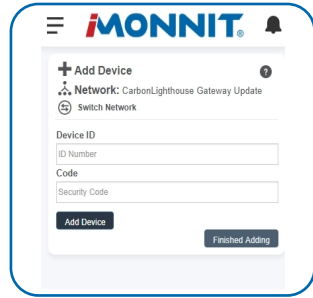 iMONNIT®
Add Device
Network: CarbonLighthouse Gateway Update
Switch Network
Device ID
ID Number
Code
Security Code
Add Device
Finished Adding